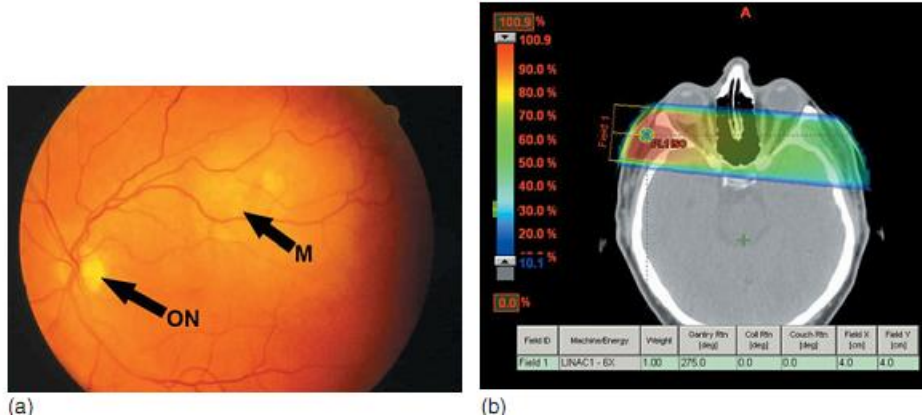 M
ON
(a)
100.9 %
100.9
90.0 %
80.0 %
70.0 %
60.0 %
50.0 %
40.0 %
30.0 %
20.0 %
10.1
0.0 %
A
Field 1
Field ID Machine/Energy Weight Gantry Rtn [deg] Coll Rtn [deg] Couch Rtn [deg] Field X [cm] Field Y [cm]
Field 1 LINAC1 - 6X 1.00 275.0 0.0 0.0 4.0 4.0
(b)